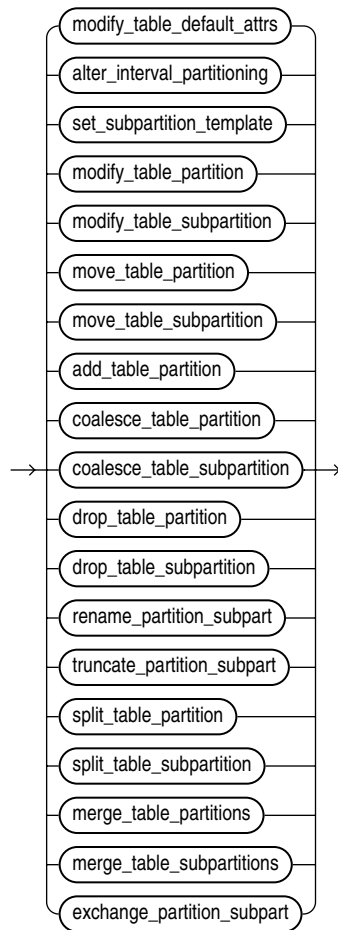 modify_table_default_attrs
alter_interval_partitioning
set_subpartition_template
modify_table_partition
modify_table_subpartition
move_table_partition
move_table_subpartition
add_table_partition
coalesce_table_partition
coalesce_table_subpartition
drop_table_partition
drop_table_subpartition
rename_partition_subpart
truncate_partition_subpart
split_table_partition
split_table_subpartition
merge_table_partitions
merge_table_subpartitions
exchange_partition_subpart